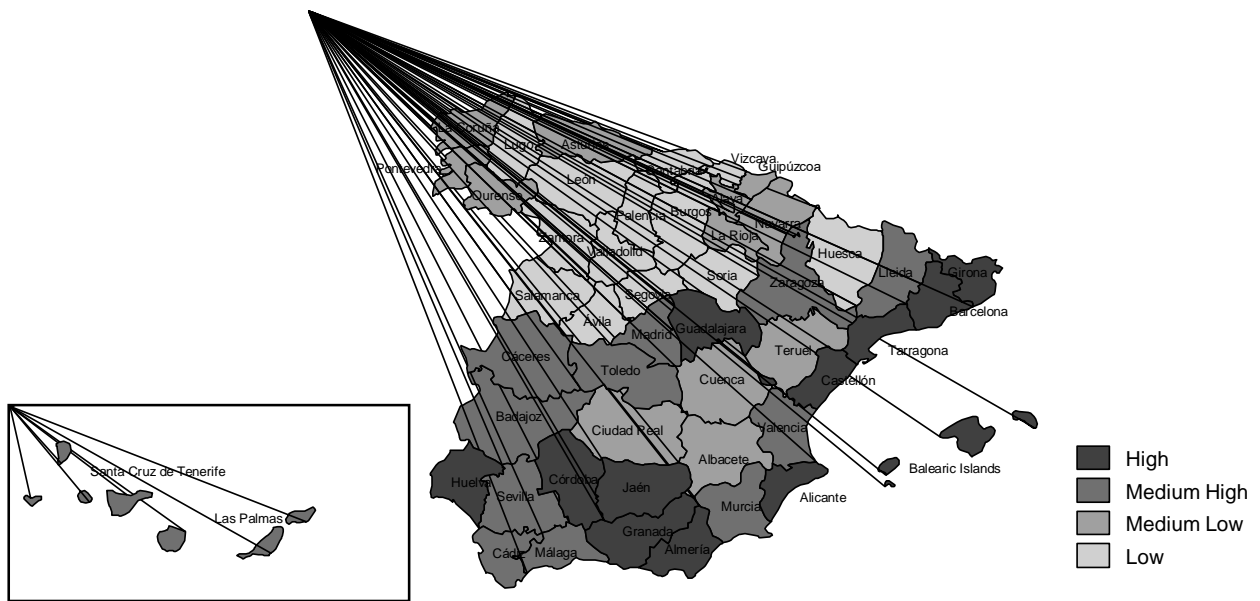 La Coruña
Lugo
Asturias
Cantabria
Vizcaya
Guipúzcoa
Pontevedra
Ourense
León
Palencia
Burgos
Álava
Navarra
La Rioja
Zamora
Valladolid
Soria
Zaragoza
Huesca
Lleida
Girona
Barcelona
Salamanca
Segovia
Ávila
Madrid
Guadalajara
Teruel
Tarragona
Castellón
Cáceres
Toledo
Cuenca
Badajoz
Ciudad Real
Valencia
Albacete
Balearic Islands
Huelva
Sevilla
Córdoba
Jaén
Murcia
Alicante
Granada
Almería
Cádiz
Málaga
Santa Cruz de Tenerife
Las Palmas
High
Medium High
Medium Low
Low